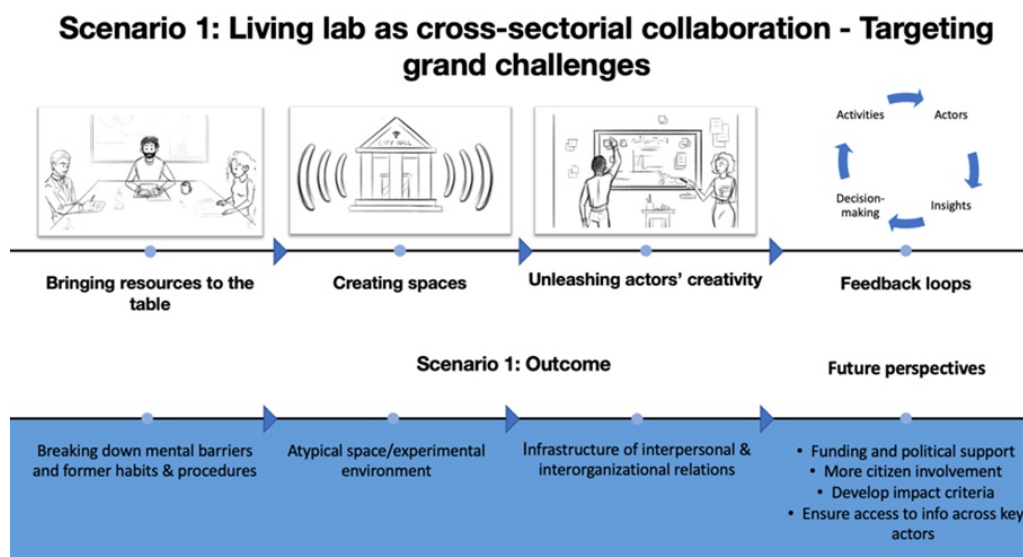 Scenario 1: Living lab as cross-sectorial collaboration - Targeting
grand challenges
CITY HALL
Activities
Actors
Decision-
making
Insights
Bringing resources to the
table
Creating spaces
Unleashing actors’ creativity
Feedback loops
Scenario 1: Outcome
Future perspectives
Breaking down mental barriers
and former habits & procedures
Atypical space/experimental
environment
Infrastructure of interpersonal &
interorganizational relations
• Funding and political support
• More citizen involvement
• Develop impact criteria
• Ensure access to info across key
actors